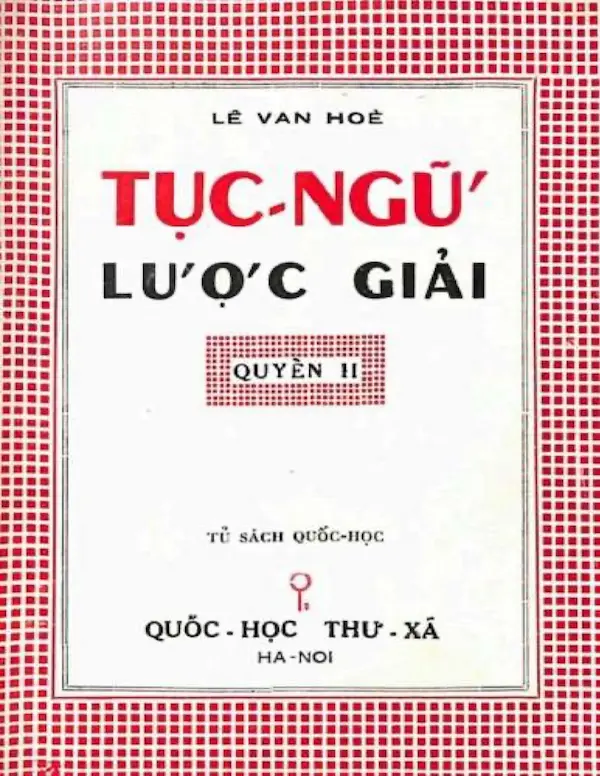 LÊ VAN HOÈ
TỤC-NGỮ
LƯỢC GIẢI
QUYỂN II
TỦ SÁCH QUỐC-HỌC
QUỐC-HỌC THƯ-XÃ
HA-NOI